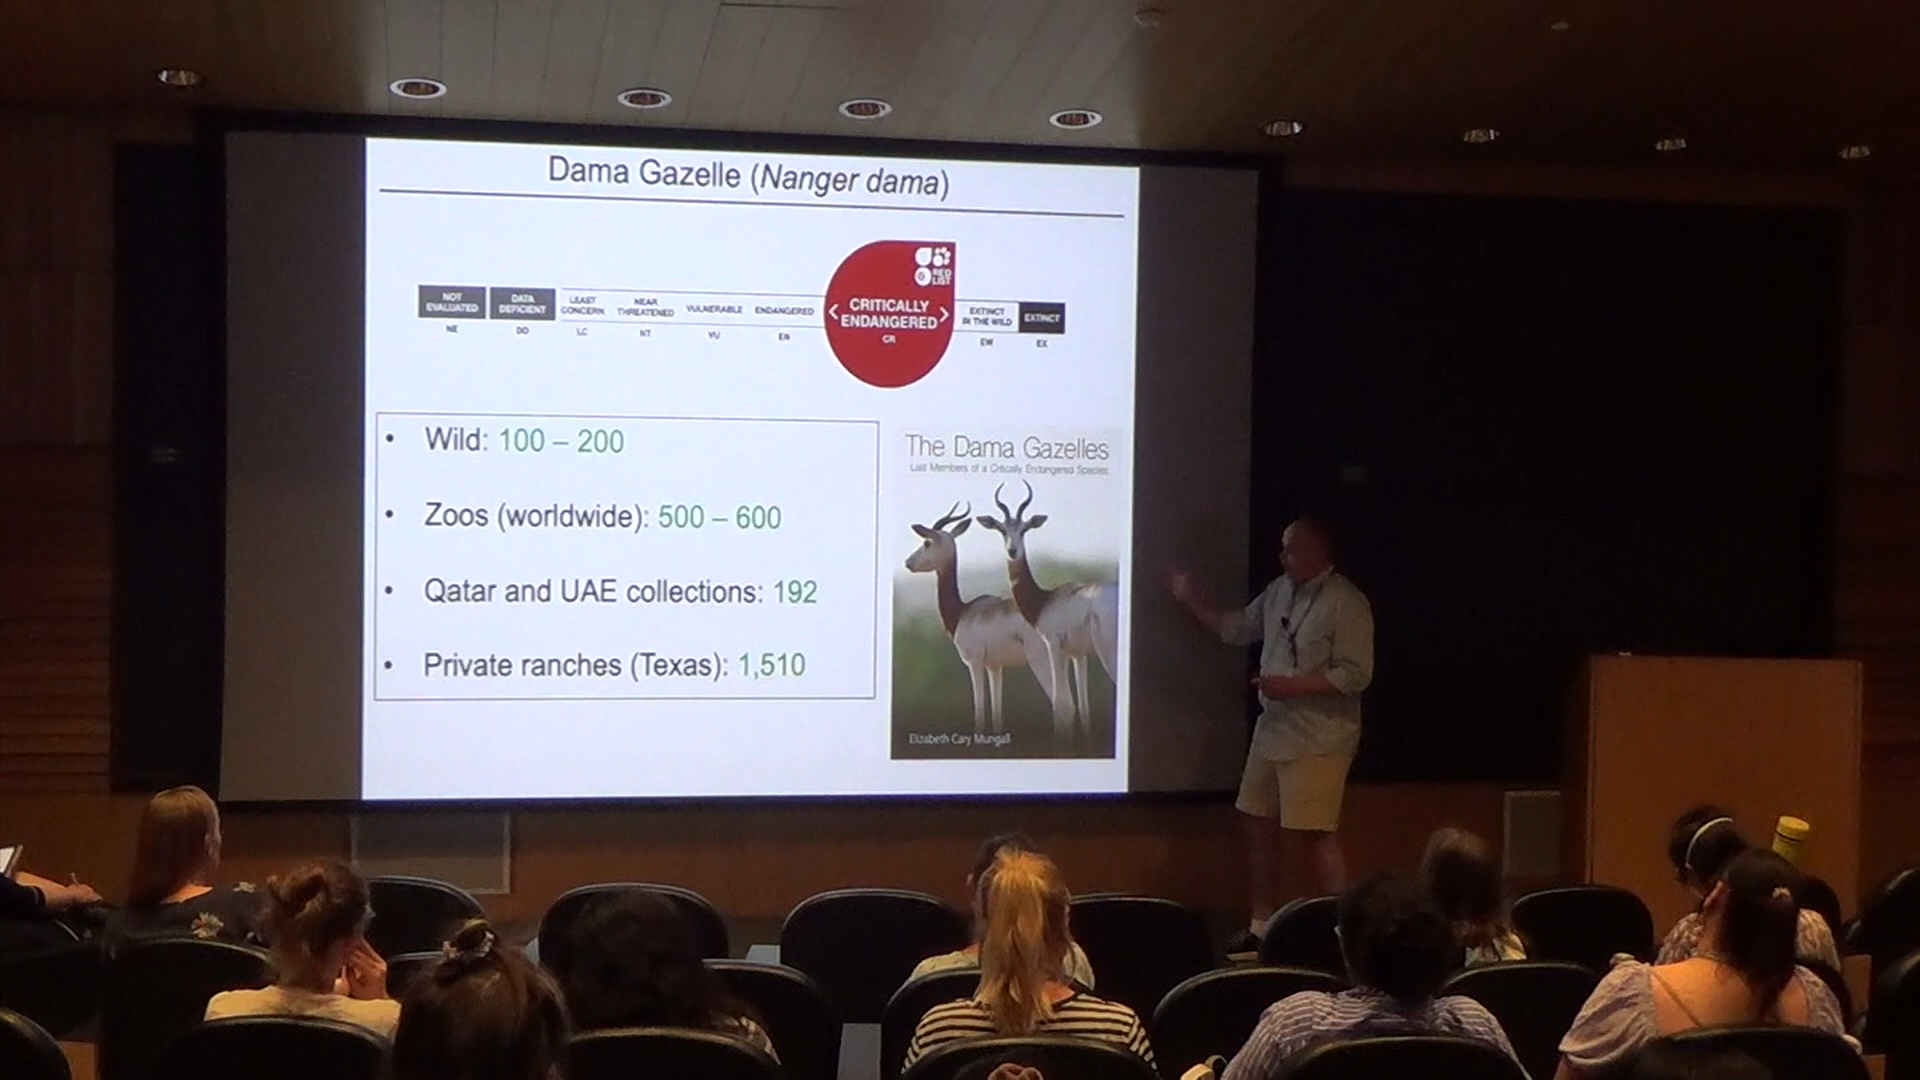 Dama Gazelle (Nanger dama)
RED
LIST
NOT
EVALUATED
DATA
DEFICIENT
LEAST
CONCERN
NEAR
THREATENED
VULNERABLE
ENDANGERED
< CRITICALLY
ENDANGERED >
EXTINCT
IN THE WILD
EXTINCT
NE
DD
LC
NT
VU
EN
CR
EW
EX
• Wild: 100 – 200
• Zoos (worldwide): 500 – 600
• Qatar and UAE collections: 192
• Private ranches (Texas): 1,510
The Dama Gazelles
Last Members of a Critically Endangered Species
Elizabeth Cary Mungall